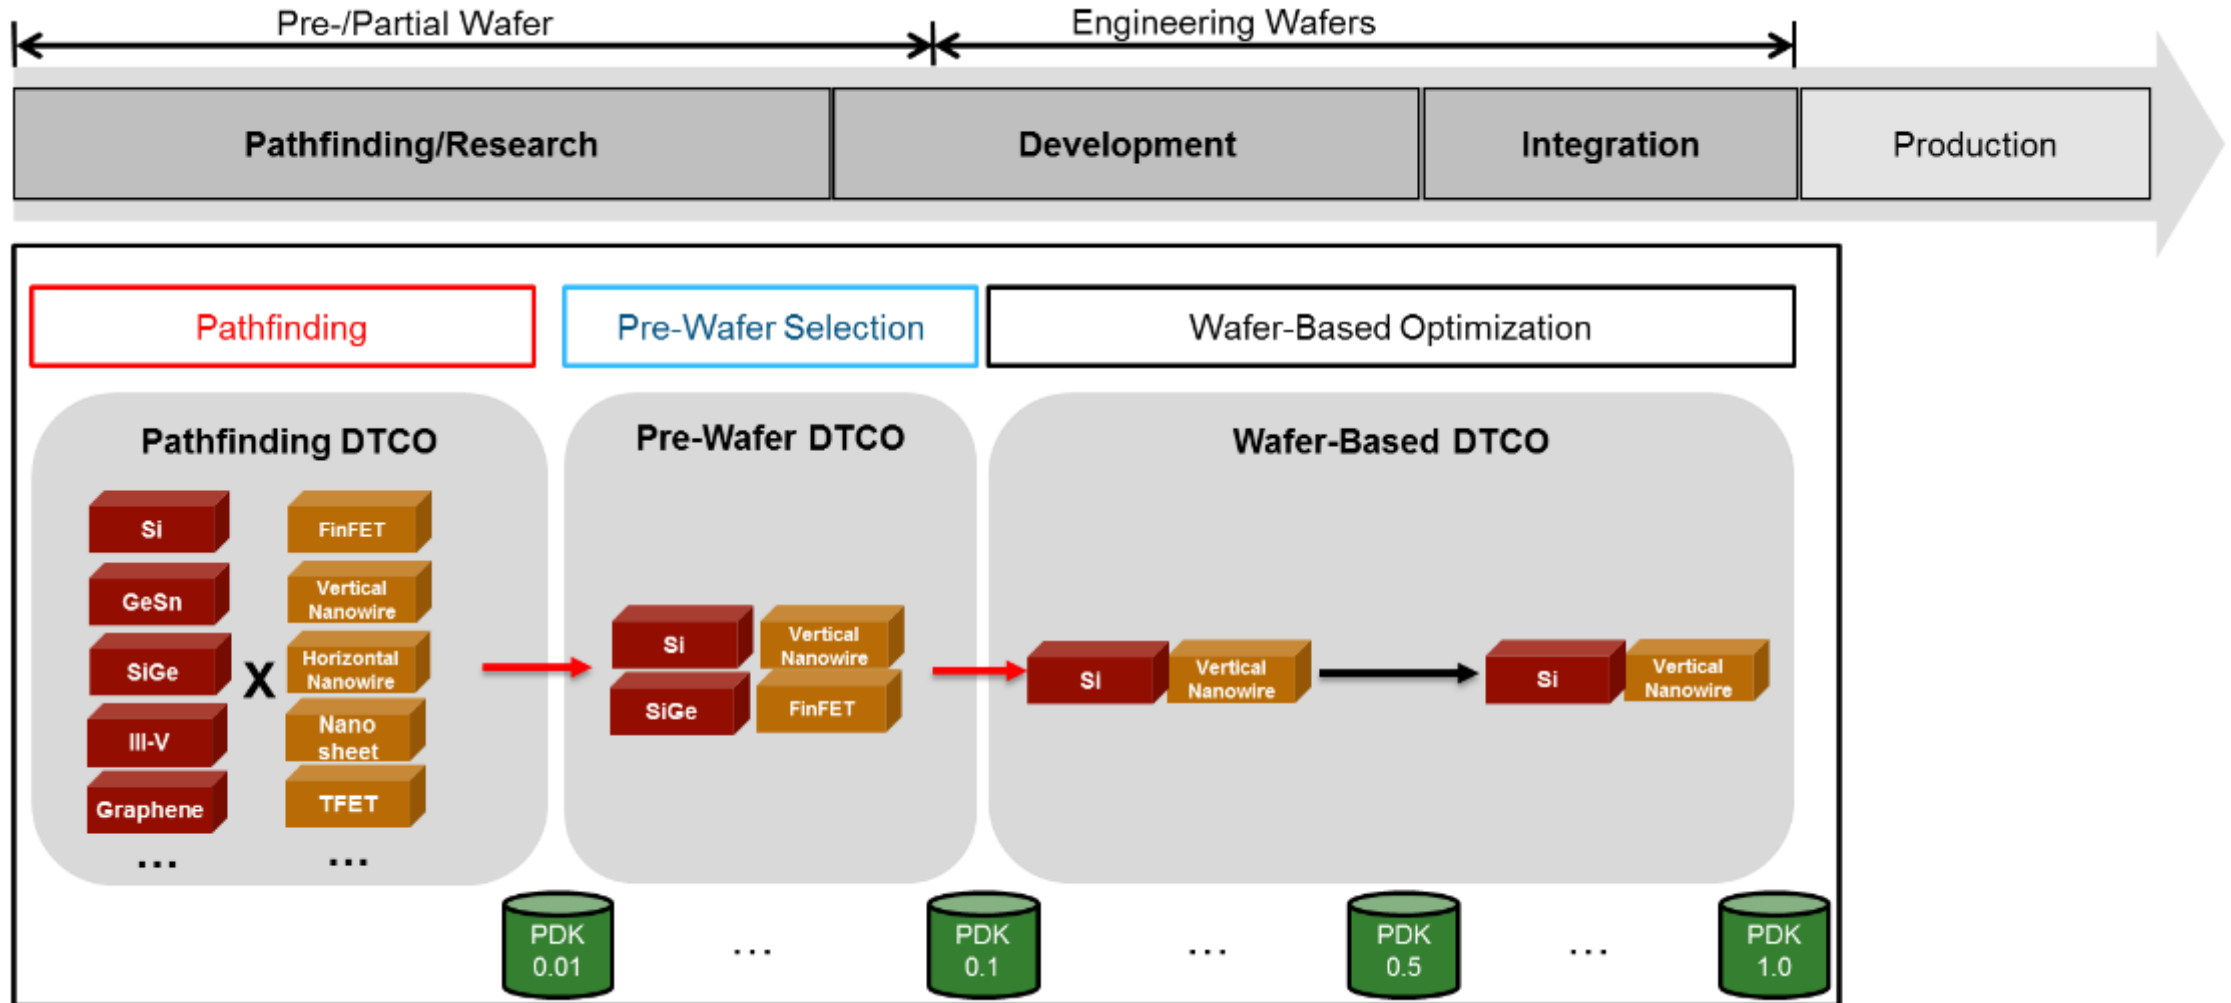 Pre-/Partial Wafer
Engineering Wafers
Pathfinding/Research
Development
Integration
Production
Pathfinding
Pre-Wafer Selection
Wafer-Based Optimization
Pathfinding DTCO
Si
GeSn
SiGe
III-V
Graphene
...
X
FinFET
Vertical
Nanowire
Horizontal
Nanowire
Nano
sheet
TFET
...
Pre-Wafer DTCO
Si
Vertical
Nanowire
SiGe
FinFET
Wafer-Based DTCO
Si
Vertical
Nanowire
Si
Vertical
Nanowire
PDK
0.01
...
PDK
0.1
...
PDK
0.5
...
PDK
1.0